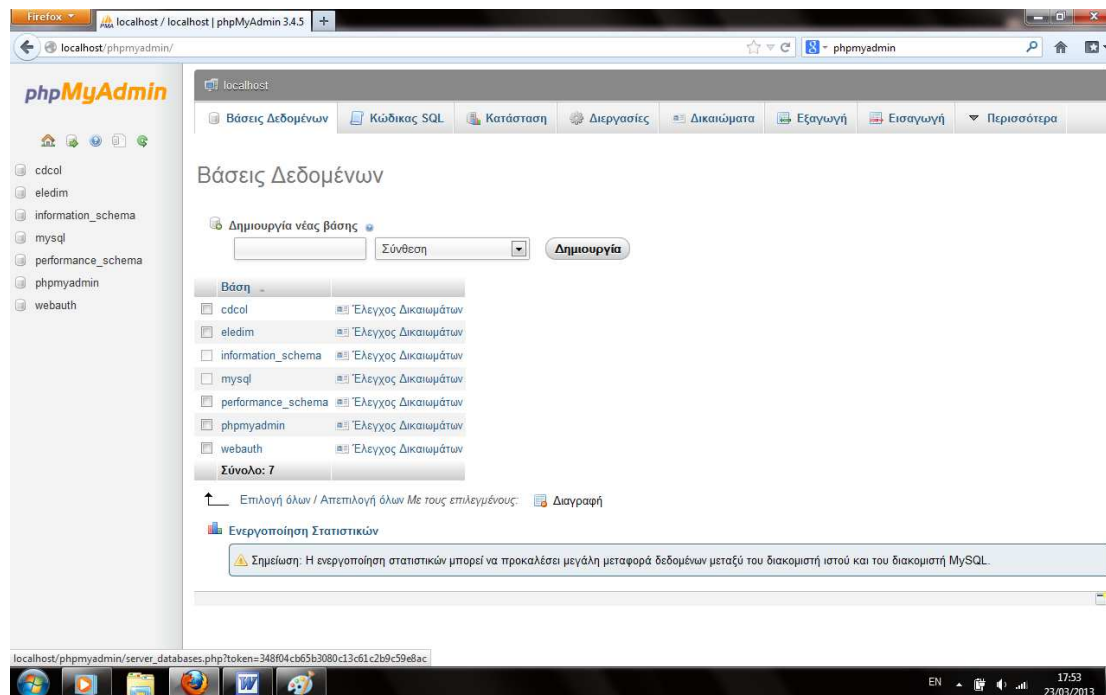 Firefox
localhost / localhost | phpMyAdmin 3.4.5
localhost/phpmyadmin/
phpmyadmin
phpMyAdmin
cdcol
eledim
information_schema
mysql
performance_schema
phpmyadmin
webauth
localhost
Βάσεις Δεδομένων
Κώδικας SQL
Κατάσταση
Διεργασίες
Δικαιώματα
Εξαγωγή
Εισαγωγή
Περισσότερα
Βάσεις Δεδομένων
Δημιουργία νέας βάσης
Σύνθεση
Δημιουργία
Βάση
cdcol Έλεγχος Δικαιωμάτων
eledim Έλεγχος Δικαιωμάτων
information_schema Έλεγχος Δικαιωμάτων
mysql Έλεγχος Δικαιωμάτων
performance_schema Έλεγχος Δικαιωμάτων
phpmyadmin Έλεγχος Δικαιωμάτων
webauth Έλεγχος Δικαιωμάτων
Σύνολο: 7
Επιλογή όλων / Απεπιλογή όλων Με τους επιλεγμένους: Διαγραφή
Ενεργοποίηση Στατιστικών
Σημείωση: Η ενεργοποίηση στατιστικών μπορεί να προκαλέσει μεγάλη μεταφορά δεδομένων μεταξύ του διακομιστή ιστού και του διακομιστή MySQL.
localhost/phpmyadmin/server_databases.php?token=348f04cb65b3080c13c61c2b9c59e8ac
EN
17:53
23/03/2013